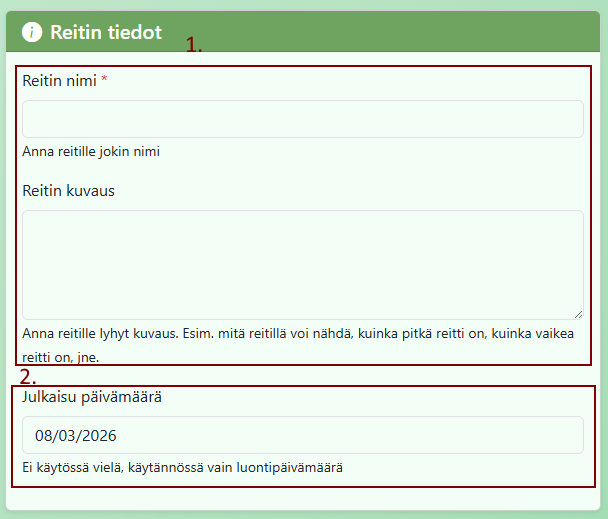 Reitin tiedot
1.
Reitin nimi *
Anna reitille jokin nimi
Reitin kuvaus
Anna reitille lyhyt kuvaus. Esim. mitä reitillä voi nähdä, kuinka pitkä reitti on, kuinka vaikea
reitti on, jne.
2.
Julkaisu päivämäärä
08/03/2026
Ei käytössä vielä, käytännössä vain luontipäivämäärä